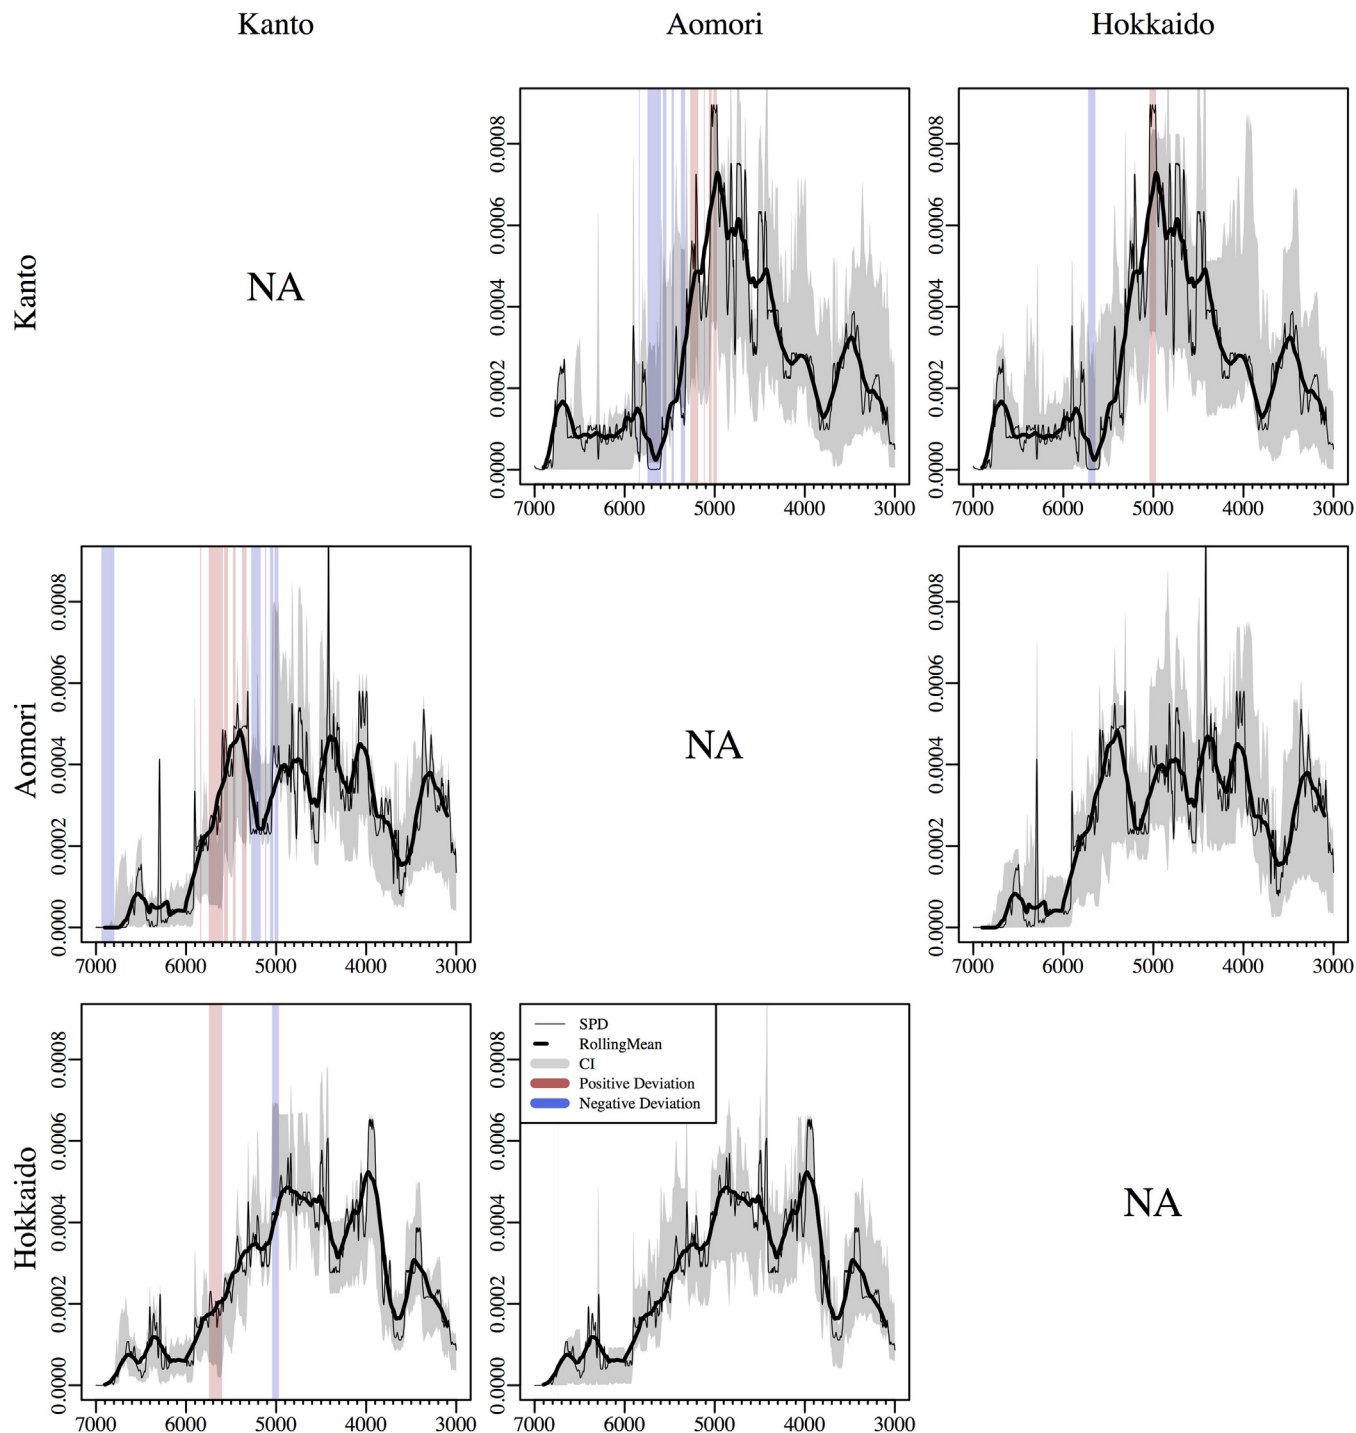 Kanto Aomori Hokkaido
Kanto
NA
0.0000 0.0002 0.0004 0.0006 0.0008
7000 6000 5000 4000 3000
0.0000 0.0002 0.0004 0.0006 0.0008
7000 6000 5000 4000 3000
Aomori
0.0000 0.0002 0.0004 0.0006 0.0008
7000 6000 5000 4000 3000
NA
0.0000 0.0002 0.0004 0.0006 0.0008
7000 6000 5000 4000 3000
Hokkaido
0.0000 0.0002 0.0004 0.0006 0.0008
7000 6000 5000 4000 3000
0.0000 0.0002 0.0004 0.0006 0.0008
SPD
RollingMean
CI
Positive Deviation
Negative Deviation
7000 6000 5000 4000 3000
NA